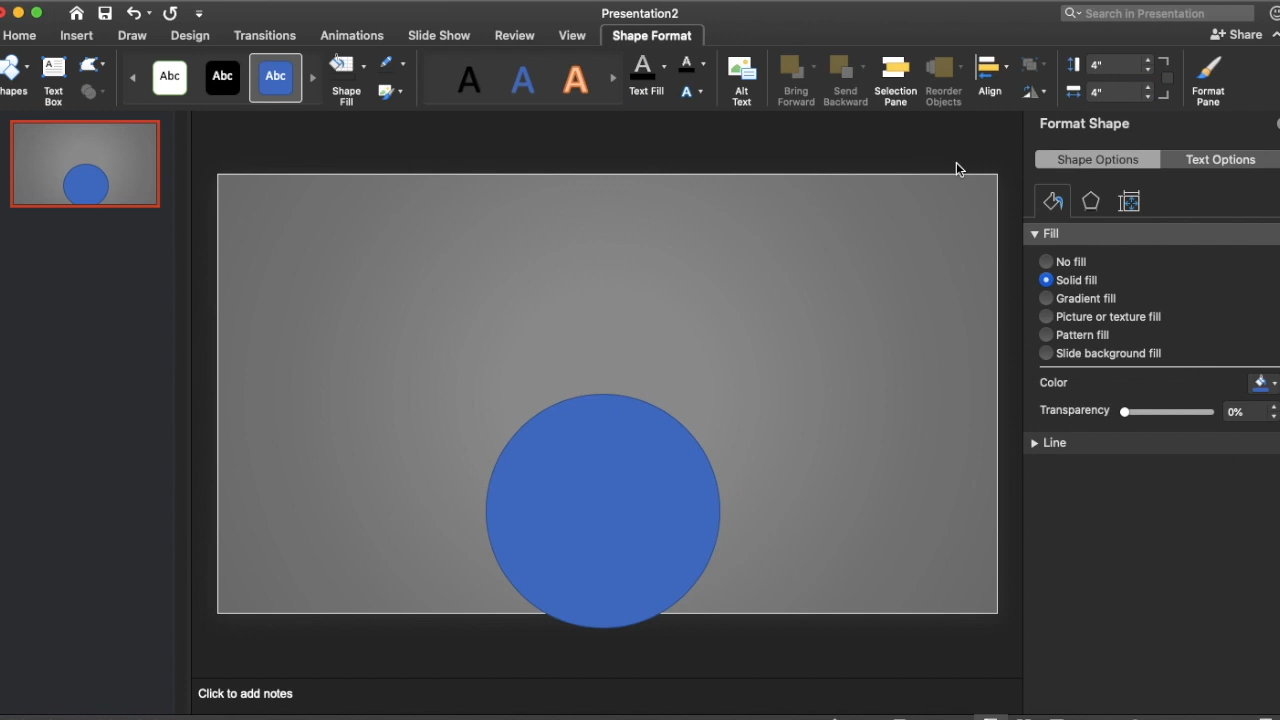 Presentation2
Search in Presentation
Home Insert Draw Design Transitions Animations Slide Show Review View Shape Format Share
Abc Abc Abc A A A A A A
4"
4"
hapes Text Box Shape Fill Text Fill Alt Text Bring Forward Send Backward Selection Pane Reorder Objects Align Format Pane
Format Shape
Shape Options Text Options
Fill
No fill
Solid fill
Gradient fill
Picture or texture fill
Pattern fill
Slide background fill
Color
Transparency 0%
Line
Click to add notes